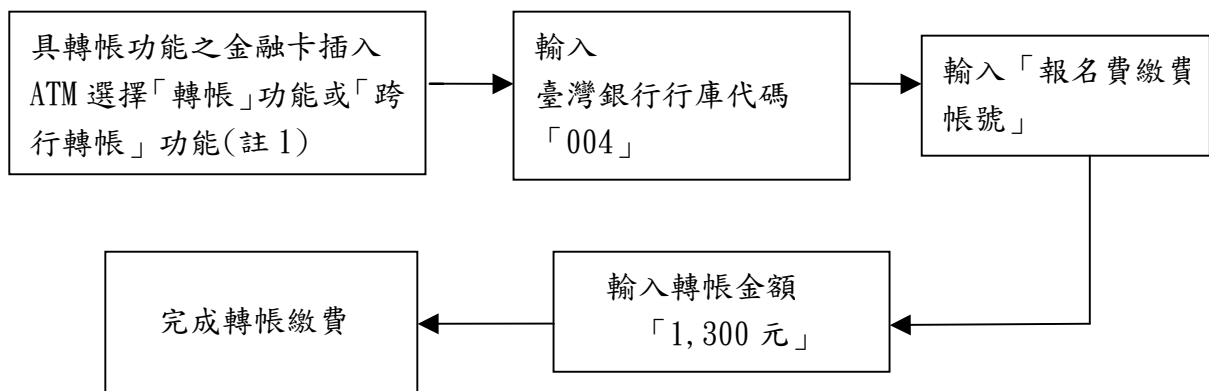 具轉帳功能之金融卡插入
ATM 選擇「轉帳」功能或「跨
行轉帳」功能(註 1)
輸入
臺灣銀行行庫代碼
「004」
輸入「報名費繳費
帳號」
輸入轉帳金額
「1,300 元」
完成轉帳繳費